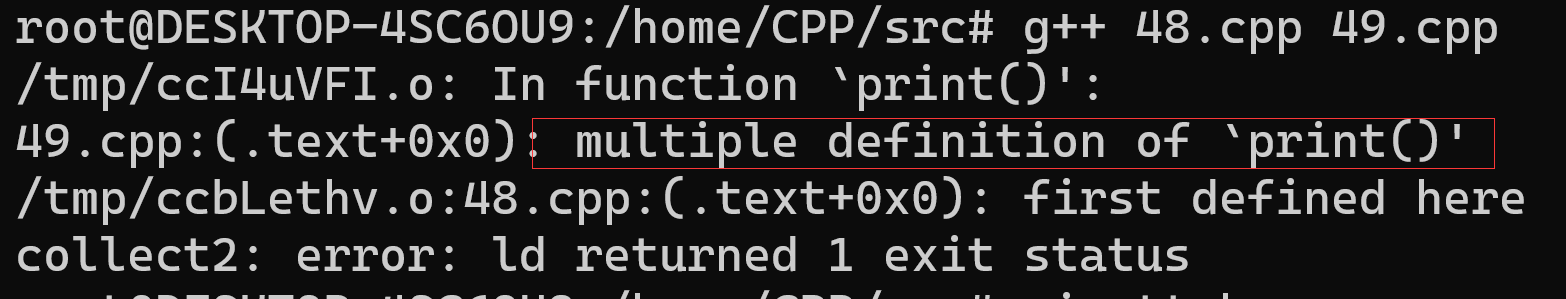 root@DESKTOP-4SC6OU9:/home/CPP/src# g++ 48.cpp 49.cpp
/tmp/ccI4uVFI.o: In function `print()':
49.cpp:(.text+0x0): multiple definition of `print()'
/tmp/ccbLethv.o:48.cpp:(.text+0x0): first defined here
collect2: error: ld returned 1 exit status